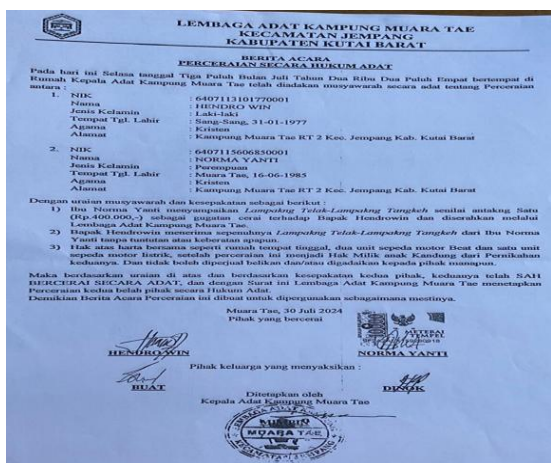 LEMBAGA ADAT KAMPUNG MUARA TAE
KECAMATAN JEMPANG
KABUPATEN KUTAI BARAT
BERITA ACARA
PERCERAIAN SECARA HUKUM ADAT
Pada hari ini Selasa tanggal Tiga Puluh Bulan Juli Tahun Dua Ribu Dua Puluh Empat bertempat di
Rumah Kepala Adat Kampung Muara Tae telah diadakan musyawarah secara adat tentang Perceraian
antara :
1. NIK : 6407113101770001
Nama : HENDRO WIN
Jenis Kelamin : Laki-laki
Tempat Tgl. Lahir : Sang-Sang, 31-01-1977
Agama : Kristen
Alamat : Kampung Muara Tae RT 2 Kec. Jempang Kab. Kutai Barat
2. NIK : 6407115606850001
Nama : NORMA YANTI
Jenis Kelamin : Perempuan
Tempat Tgl. Lahir : Muara Tae, 16-06-1985
Agama : Kristen
Alamat : Kampung Muara Tae RT 2 Kec. Jempang Kab. Kutai Barat
Dengan uraian musyawarah dan kesepakatan sebagai berikut :
1) Ibu Norma Yanti menyampaikan Lampakng Telak-Lampakng Tangkeh senilai antakng Satu
(Rp.400.000,-) sebagai gugatan cerai terhadap Bapak Hendrowin dan diserahkan melului
Lembaga Adat Kampung Muara Tae.
2) Bapak Hendrowin menerima sepenulunya Lampakng Telak-Lampakng Tangkeh dari Ibu Norma
Yanti tanpa tuntutan atau keberatan apapun.
3) Hak atas harta bersama seperti rumah tempat tinggal, dua unit sepeda motor Beat dan satu unit
sepeda motor listrik, setelah perceraian ini menjadi Hak Milik anak Kandung dari Pernikahan
keduanya. Dan tidak boleh diperjual belikan dan/atau digadaikan kepada pihak manapun.
Maka berdasarkan uraian di atas dan berdasarkan kesepakatan kedua pihak, keduanya telah SAH
BERCERAI SECARA ADAT, dan dengan Surat ini Lembaga Adat Kampung Muara Tae menetapkan
Perceraian kedua belah pihak secara Hukum Adat.
Demikian Berita Acara Perceraian ini dibuat untuk dipergunakan sebagaimana mestinya.
Muara Tae, 30 Juli 2024
Pihak yang bercerai
METERAI
TEMPEL
HENDRO WIN
NORMA YANTI
Pihak keluarga yang menyaksikan :
BUAT
Ditetapkan oleh
Kepala Adat Kampung Muara Tae
MUARA TAE